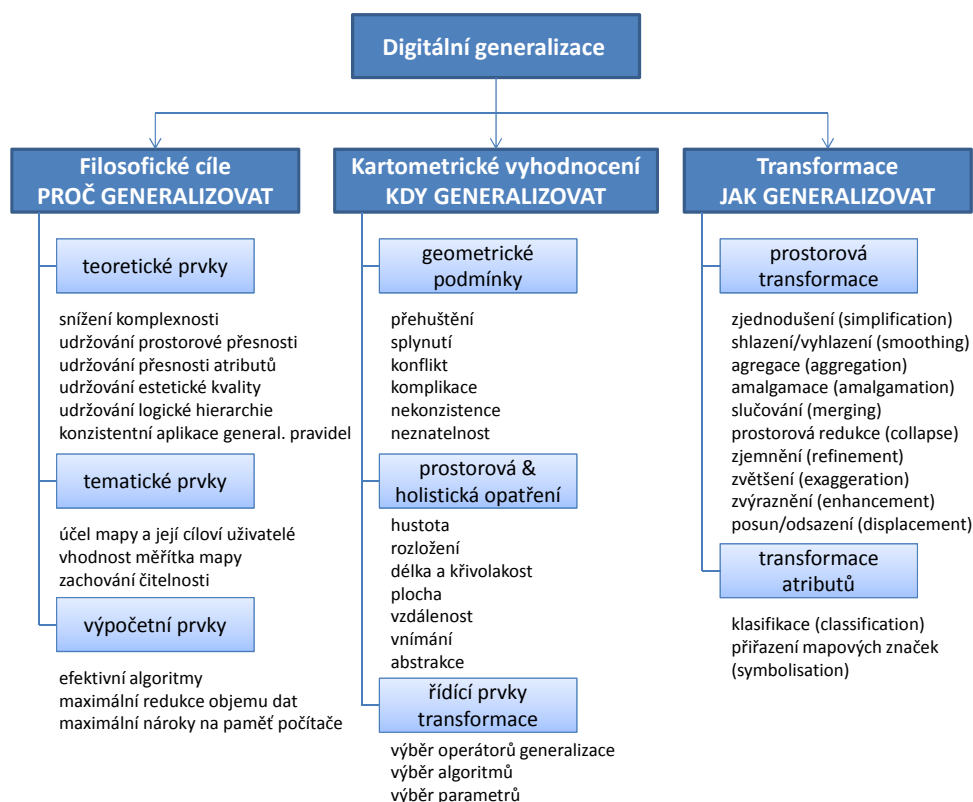 Digitální generalizace
Filosofické cíle
PROČ GENERALIZOVAT
teoretické prvky
snížení komplexnosti
udržování prostorové přesnosti
udržování přesnosti atributů
udržování estetické kvality
udržování logické hierarchie
konzistentní aplikace general. pravidel
tematické prvky
účel mapy a její cíloví uživatelé
vhodnost měřítka mapy
zachování čitelnosti
výpočetní prvky
efektivní algoritmy
maximální redukce objemu dat
maximální nároky na paměť počítače
Kartometrické vyhodnocení
KDY GENERALIZOVAT
geometrické
podmínky
přehuštění
splynutí
konflikt
komplikace
nekonzistence
neznatelnost
prostorová &
holistická opatření
hustota
rozložení
délka a křivolakost
plocha
vzdálenost
vnímání
abstrakce
řídící prvky
transformace
výběr operátorů generalizace
výběr algoritmů
výběr parametrů
Transformace
JAK GENERALIZOVAT
prostorová
transformace
zjednodušení (simplification)
shlazení/vyhlazení (smoothing)
agregace (aggregation)
amalgamace (amalgamation)
slučování (merging)
prostorová redukce (collapse)
zjemnění (refinement)
zvětšení (exaggeration)
zvýraznění (enhancement)
posun/odsazení (displacement)
transformace
atributů
klasifikace (classification)
přiřazení mapových značek
(symbolisation)